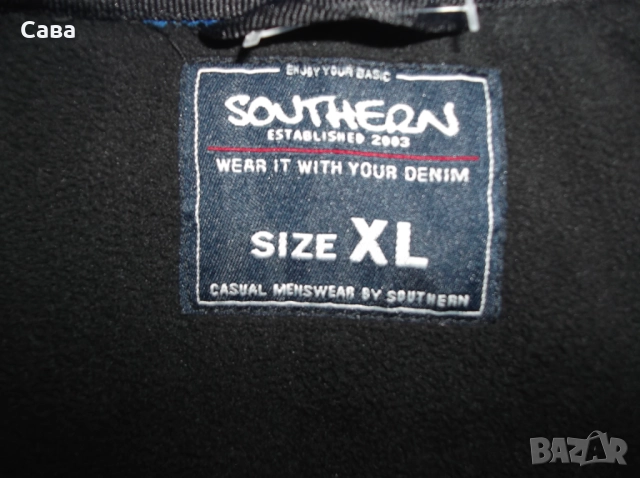 Сава
ENJOY YOUR BASIC
SOUTHERN
ESTABLISHED 2003
WEAR IT WITH YOUR DENIM
SIZE XL
CASUAL MENSWEAR BY SOUTHERN
BAZAR